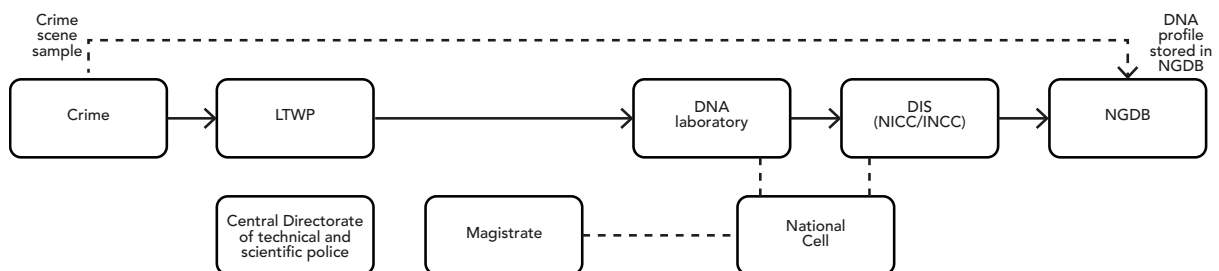 Crime
scene
sample
DNA
profile
stored in
NGDB
Crime
LTWP
DNA
laboratory
DIS
(NICC/INCC)
NGDB
Central Directorate
of technical and
scientific police
Magistrate
National
Cell